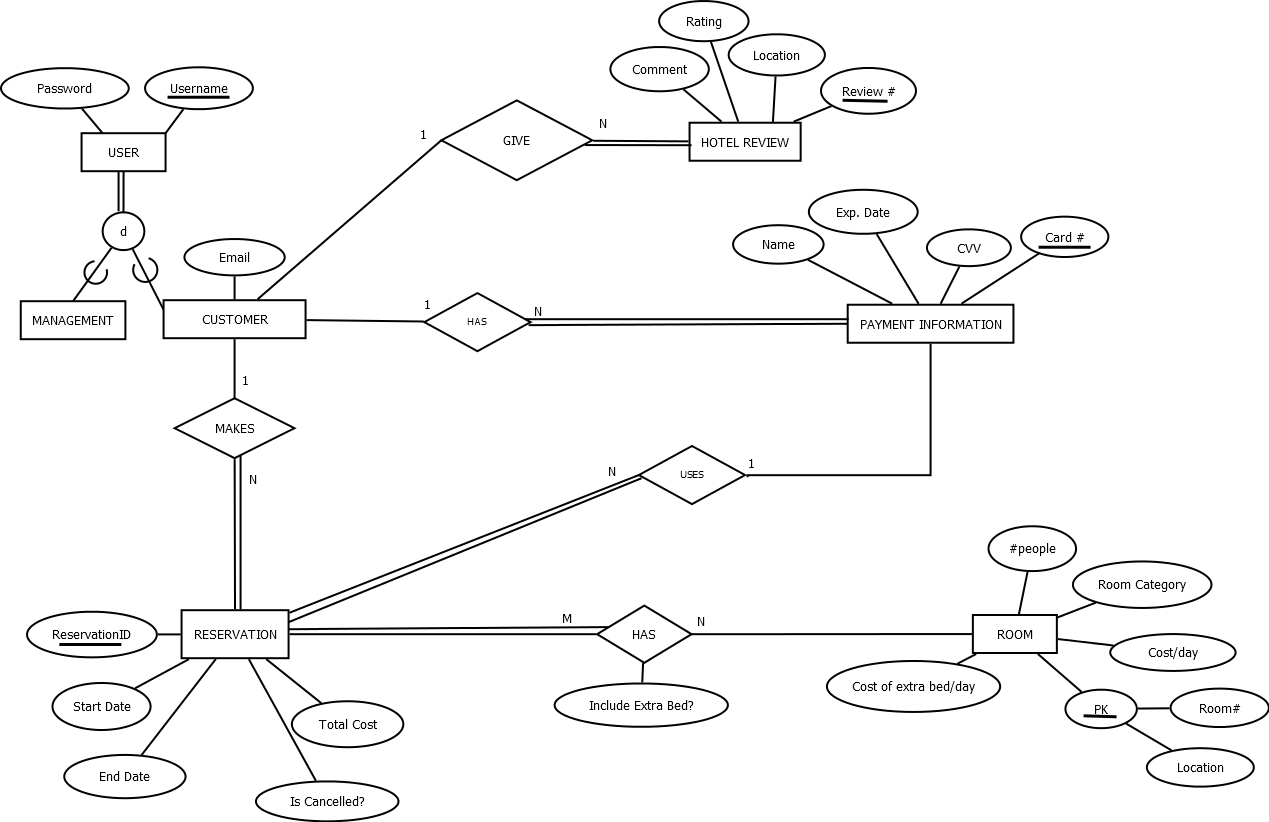 Rating
Location
Comment
Review #
Password
Username
1
N
GIVE
HOTEL REVIEW
USER
Exp. Date
d
Name
CVV
Card #
Email
MANAGEMENT
CUSTOMER
1
HAS
N
PAYMENT INFORMATION
1
MAKES
N
N
USES
1
#people
Room Category
ReservationID
RESERVATION
M
HAS
N
ROOM
Cost/day
Cost of extra bed/day
Start Date
Include Extra Bed?
PK
Room#
Total Cost
Location
End Date
Is Cancelled?